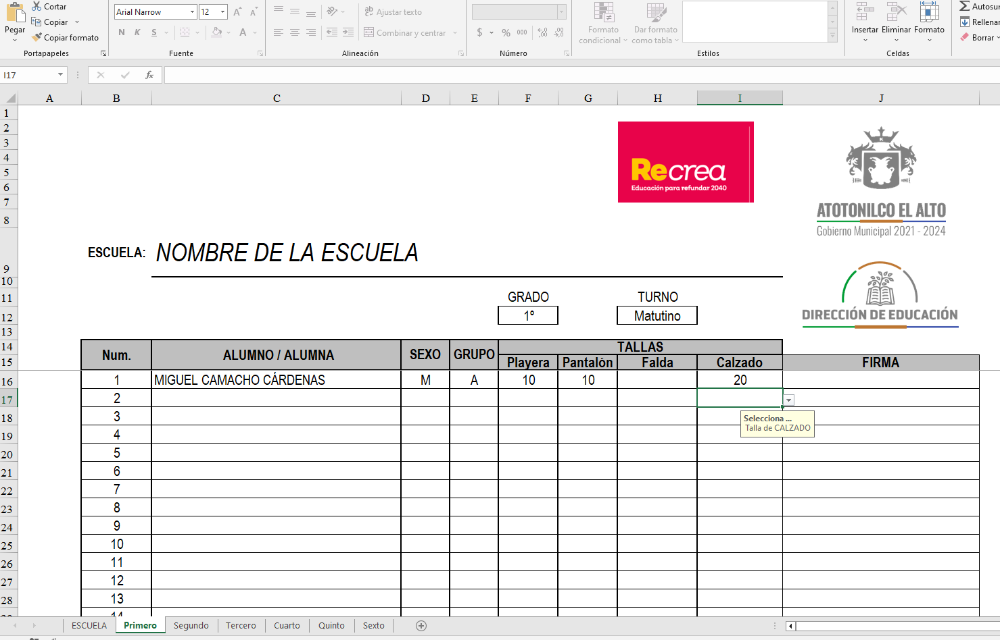 Cortar
Copiar
Copiar formato
Pegar
Portapapeles
Arial Narrow
12
A
A
N K S
A
Fuente
Ajustar texto
Combinar y centrar
Alineación
$ % 000
Número
Formato condicional
Dar formato como tabla
Estilos
Insertar Eliminar Formato
Celdas
Autosu
Rellena
Borrar
I17
fx
A B C D E F G H I J
1
2
3
4
5
6
7
8
9
10
11
12
13
14
15
16
17
18
19
20
21
22
23
24
25
26
27
28
Recrea
Educación para refundar 2040
ATOTONILCO EL ALTO
Gobierno Municipal 2021 - 2024
ESCUELA: NOMBRE DE LA ESCUELA
DIRECCIÓN DE EDUCACIÓN
GRADO TURNO
1º Matutino
Num. ALUMNO / ALUMNA SEXO GRUPO TALLAS
Playera Pantalón Falda Calzado FIRMA
1 MIGUEL CAMACHO CÁRDENAS M A 10 10 20
2
3
4
5
6
7
8
9
10
11
12
13
14
Selecciona ...
Talla de CALZADO
ESCUELA Primero Segundo Tercero Cuarto Quinto Sexto